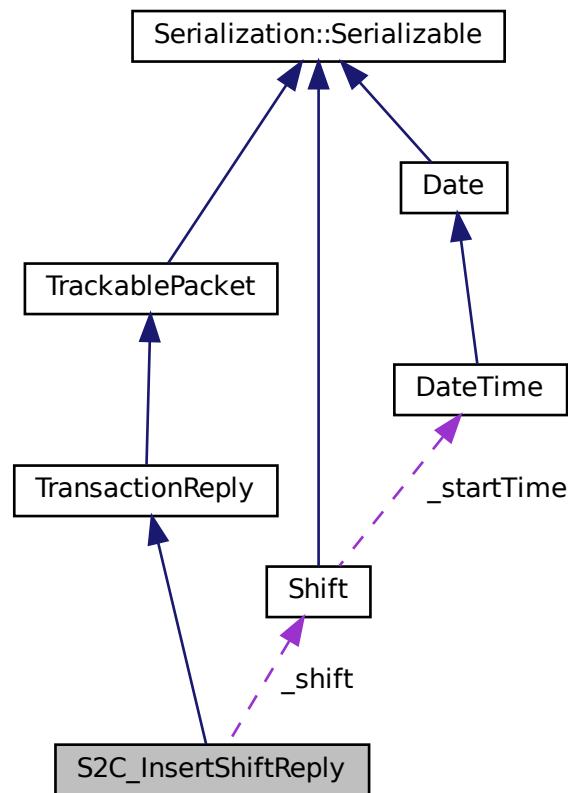 Serialization::Serializable
Date
TrackablePacket
DateTime
TransactionReply
_startTime
Shift
_shift
S2C_InsertShiftReply